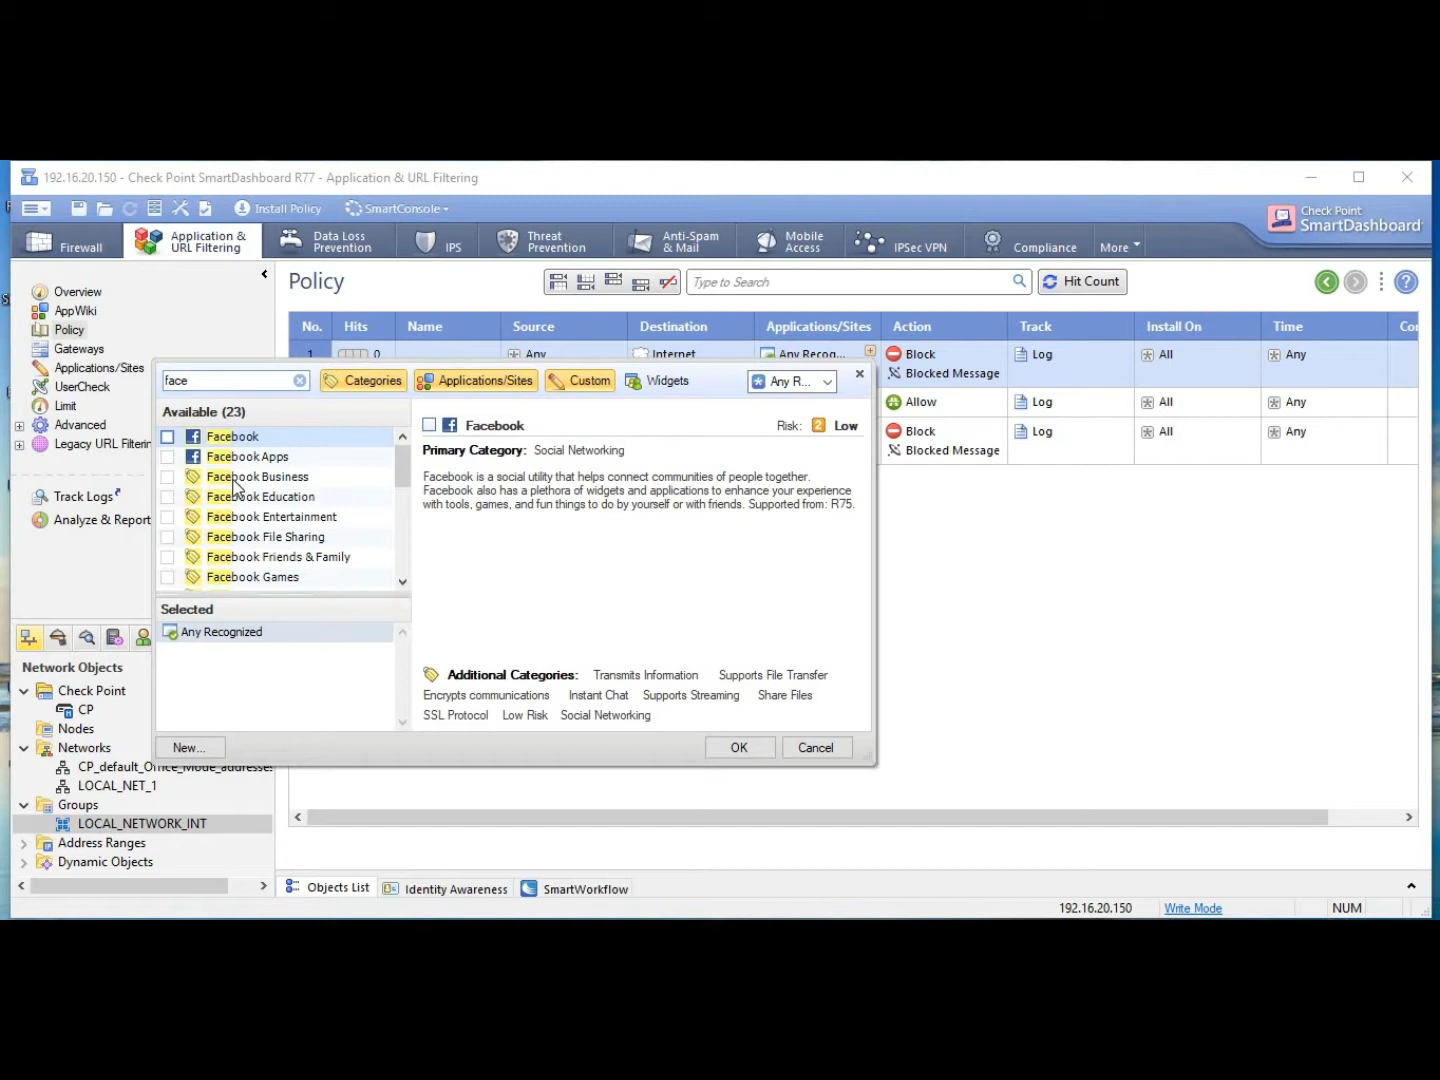 192.16.20.150 - Check Point SmartDashboard R77 - Application & URL Filtering
Install Policy
SmartConsole
Check Point
SmartDashboard
Firewall
Application &
URL Filtering
Data Loss
Prevention
IPS
Threat
Prevention
Anti-Spam
& Mail
Mobile
Access
IPSec VPN
Compliance
More
Overview
AppWiki
Policy
Gateways
Applications/Sites
UserCheck
Limit
Advanced
Legacy URL Filterin
Track Logs
Analyze & Report
Policy
Type to Search
Hit Count
No. Hits Name Source Destination Applications/Sites Action Track Install On Time Co
1 0 Any Internet Any Recog... Block Log All Any
Blocked Message
Allow Log All Any
Block Log All Any
Blocked Message
face
Categories
Applications/Sites
Custom
Widgets
Any R...
Available (23)
Facebook
Facebook Apps
Facebook Business
Facebook Education
Facebook Entertainment
Facebook File Sharing
Facebook Friends & Family
Facebook Games
Selected
Any Recognized
Facebook
Risk: 2 Low
Primary Category: Social Networking
Facebook is a social utility that helps connect communities of people together.
Facebook also has a plethora of widgets and applications to enhance your experience
with tools, games, and fun things to do by yourself or with friends. Supported from: R75.
Additional Categories: Transmits Information Supports File Transfer
Encrypts communications Instant Chat Supports Streaming Share Files
SSL Protocol Low Risk Social Networking
New...
OK
Cancel
Network Objects
Check Point
CP
Nodes
Networks
CP_default_Office_Mode_addresses
LOCAL_NET_1
Groups
LOCAL_NETWORK_INT
Address Ranges
Dynamic Objects
Objects List
Identity Awareness
SmartWorkflow
192.16.20.150
Write Mode
NUM